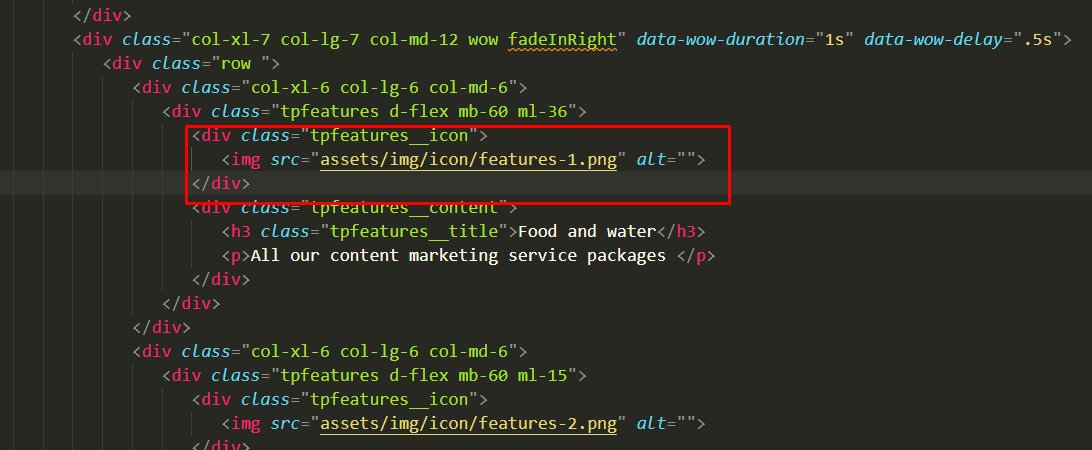 </div>
<div class="col-xl-7 col-lg-7 col-md-12 wow fadeInRight" data-wow-duration="1s" data-wow-delay=".5s">
<div class="row ">
<div class="col-xl-6 col-lg-6 col-md-6">
<div class="tpfeatures d-flex mb-60 ml-36">
<div class="tpfeatures__icon">
<img src="assets/img/icon/features-1.png" alt="">
</div>
<div class="tpfeatures__content">
<h3 class="tpfeatures__title">Food and water</h3>
<p>All our content marketing service packages </p>
</div>
</div>
</div>
<div class="col-xl-6 col-lg-6 col-md-6">
<div class="tpfeatures d-flex mb-60 ml-15">
<div class="tpfeatures__icon">
<img src="assets/img/icon/features-2.png" alt="">
</div>